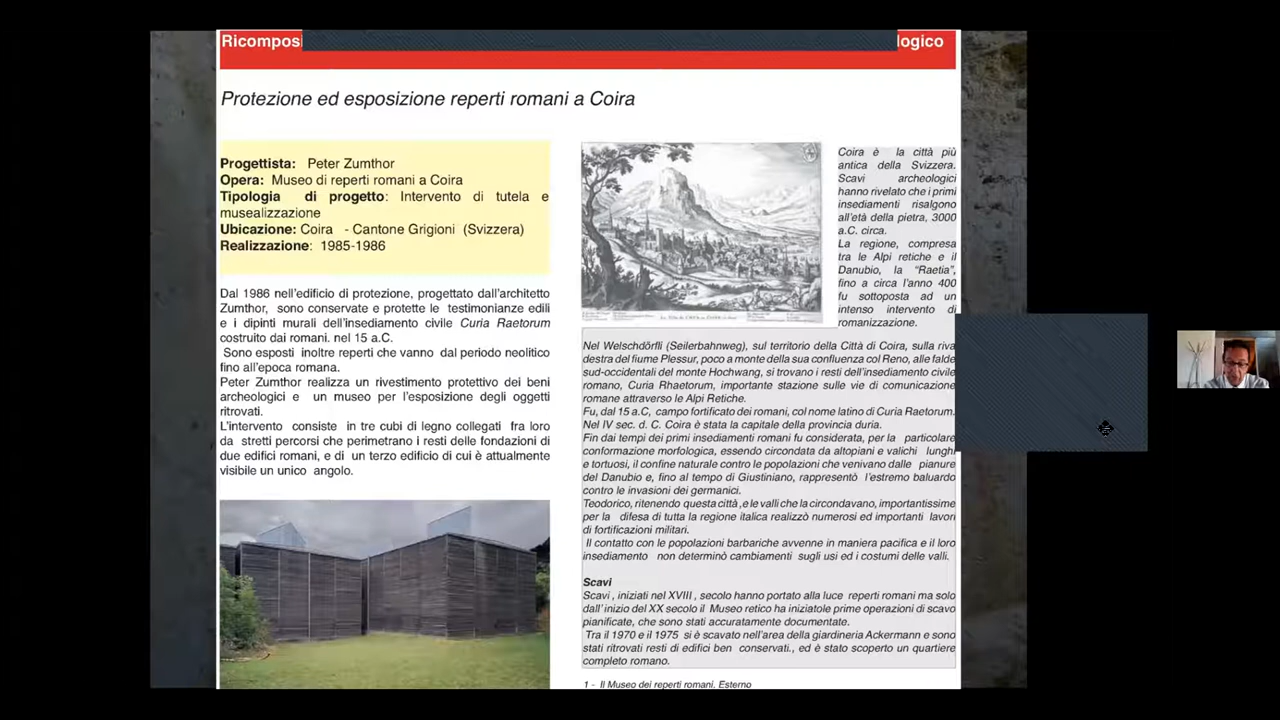 Ricompos
logico
Protezione ed esposizione reperti romani a Coira
Progettista: Peter Zumthor
Opera: Museo di reperti romani a Coira
Tipologia di progetto: Intervento di tutela e
musealizzazione
Ubicazione: Coira - Cantone Grigioni (Svizzera)
Realizzazione: 1985-1986
Dal 1986 nell'edificio di protezione, progettato dall'architetto
Zumthor, sono conservate e protette le testimonianze edili
e i dipinti murali dell'insediamento civile Curia Raetorum
costruito dai romani. nel 15 a.C.
Sono esposti inoltre reperti che vanno dal periodo neolitico
fino all'epoca romana.
Peter Zumthor realizza un rivestimento protettivo dei beni
archeologici e un museo per l'esposizione degli oggetti
ritrovati.
L'intervento consiste in tre cubi di legno collegati fra loro
da stretti percorsi che perimetrano i resti delle fondazioni di
due edifici romani, e di un terzo edificio di cui è attualmente
visibile un unico angolo.
Coira è la città più
antica della Svizzera.
Scavi archeologici
hanno rivelato che i primi
insediamenti risalgono
all'età della pietra, 3000
a.C. circa.
La regione, compresa
tra le Alpi retiche e il
Danubio, la "Raetia",
fino a circa l'anno 400
fu sottoposta ad un
intenso intervento di
romanizzazione.
Nel Welschdörfli (Seilerbahnweg), sul territorio della Città di Coira, sulla riva
destra del fiume Plessur, poco a monte della sua confluenza col Reno, alle falde
sud-occidentali del monte Hochwang, si trovano i resti dell'insediamento civile
romano, Curia Rhaetorum, importante stazione sulle vie di comunicazione
romane attraverso le Alpi Retiche.
Fu, dal 15 a.C, campo fortificato dei romani, col nome latino di Curia Raetorum.
Nel IV sec. d. C. Coira è stata la capitale della provincia duria.
Fin dai tempi dei primi insediamenti romani fu considerata, per la particolare
conformazione morfologica, essendo circondata da altopiani e valichi lunghi
e tortuosi, il confine naturale contro le popolazioni che venivano dalle pianure
del Danubio e, fino al tempo di Giustiniano, rappresentò l'estremo baluardo
contro le invasioni dei germanici.
Teodorico, ritenendo questa città ,e le valli che la circondavano, importantissime
per la difesa di tutta la regione italica realizzò numerosi ed importanti lavori
di fortificazioni militari.
Il contatto con le popolazioni barbariche avvenne in maniera pacifica e il loro
insediamento non determinò cambiamenti sugli usi ed i costumi delle valli.
Scavi
Scavi , iniziati nel XVIII , secolo hanno portato alla luce reperti romani ma solo
dall'inizio del XX secolo il Museo retico ha iniziatole prime operazioni di scavo
pianificate, che sono stati accuratamente documentate.
Tra il 1970 e il 1975 si è scavato nell'area della giardineria Ackermann e sono
stati ritrovati resti di edifici ben conservati., ed è stato scoperto un quartiere
completo romano.
1 - Il Museo dei reperti romani. Esterno